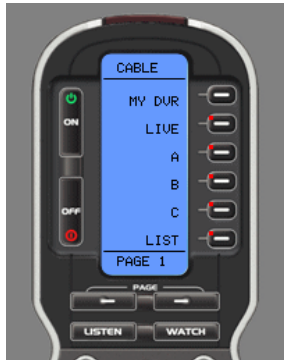 CABLE
MY DVR
ON
LIVE
A
B
OFF
C
LIST
PAGE 1
PAGE
LISTEN
WATCH